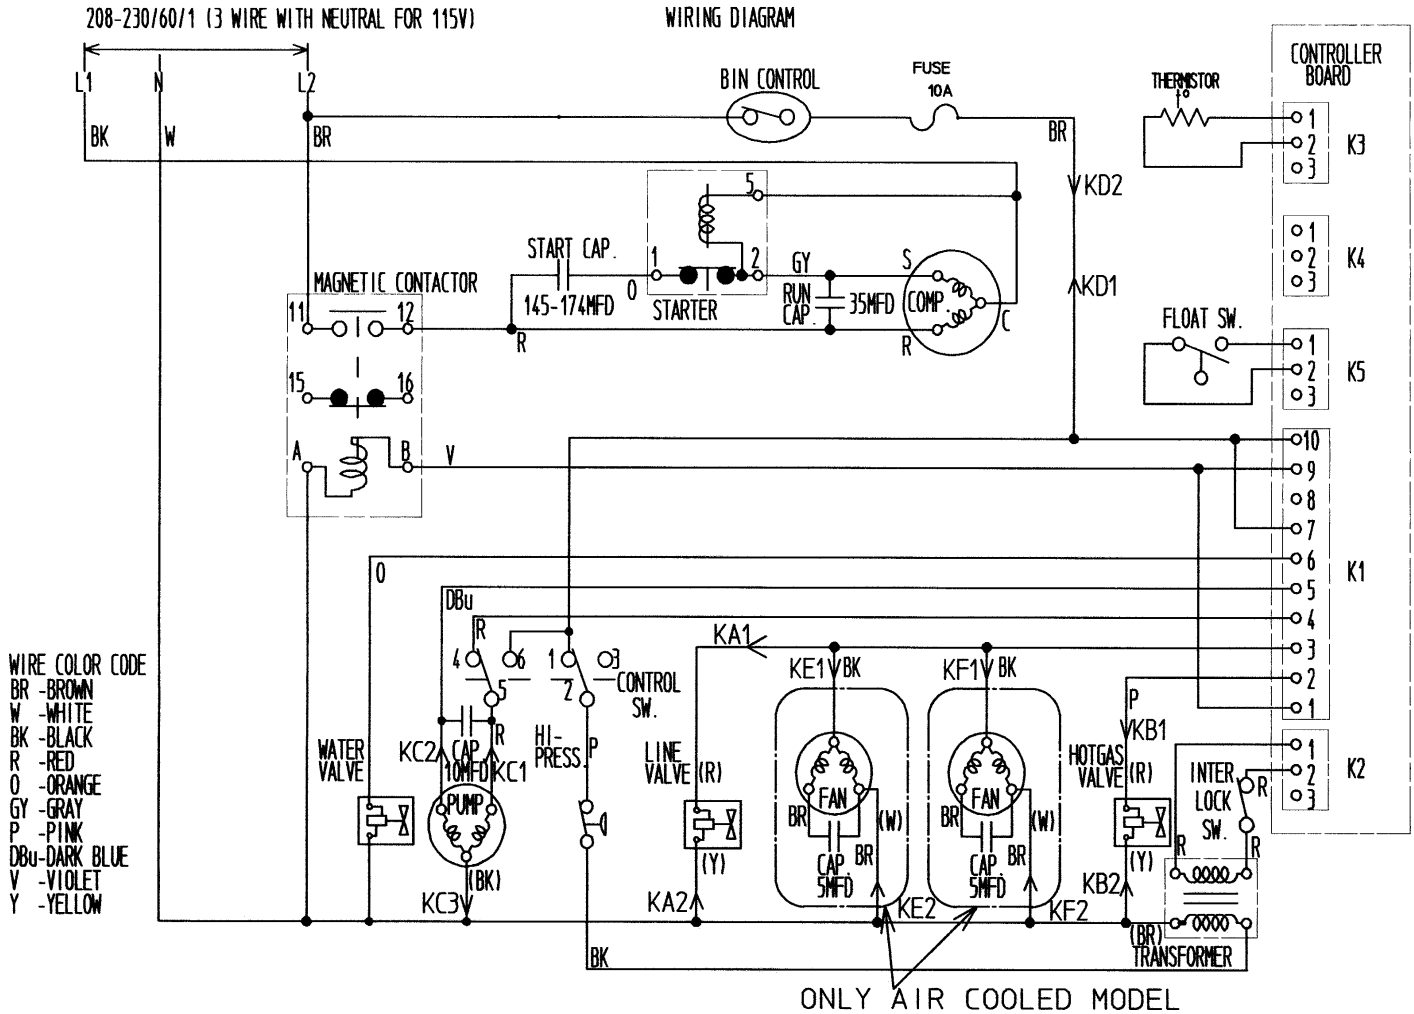 208-230/60/1 (3 WIRE WITH NEUTRAL FOR 115V)
WIRING DIAGRAM
L1
N
L2
BK
W
BR
BIN CONTROL
FUSE
10A
BR
KD2
KD1
THERMISTOR
t°
CONTROLLER
BOARD
1
2
3
K3
1
2
3
K4
FLOAT SW.
1
2
3
K5
MAGNETIC CONTACTOR
11
12
15
16
A
B
V
START CAP.
145-174MFD
R
O
1
5
2
STARTER
GY
RUN
CAP.
35MFD
S
COMP.
R
C
10
9
8
7
6
5
4
3
2
1
K1
O
DBu
R
4
6
5
1
3
2
CONTROL
SW.
KA1
KE1
BK
KF1
BK
P
KB1
WIRE COLOR CODE
BR -BROWN
W -WHITE
BK -BLACK
R -RED
O -ORANGE
GY -GRAY
P -PINK
DBu-DARK BLUE
V -VIOLET
Y -YELLOW
WATER
VALVE
KC2
CAP.
10MFD
R
KC1
PUMP
(BK)
KC3
HI-
PRESS.
P
BK
LINE
VALVE
(R)
(Y)
KA2
FAN
BR
(W)
CAP.
5MFD
BR
KE2
FAN
BR
(W)
CAP.
5MFD
BR
KF2
HOTGAS
VALVE
(R)
(Y)
KB2
INTER
LOCK
SW.
R
R
R
1
2
3
K2
(BR)
TRANSFORMER
ONLY AIR COOLED MODEL